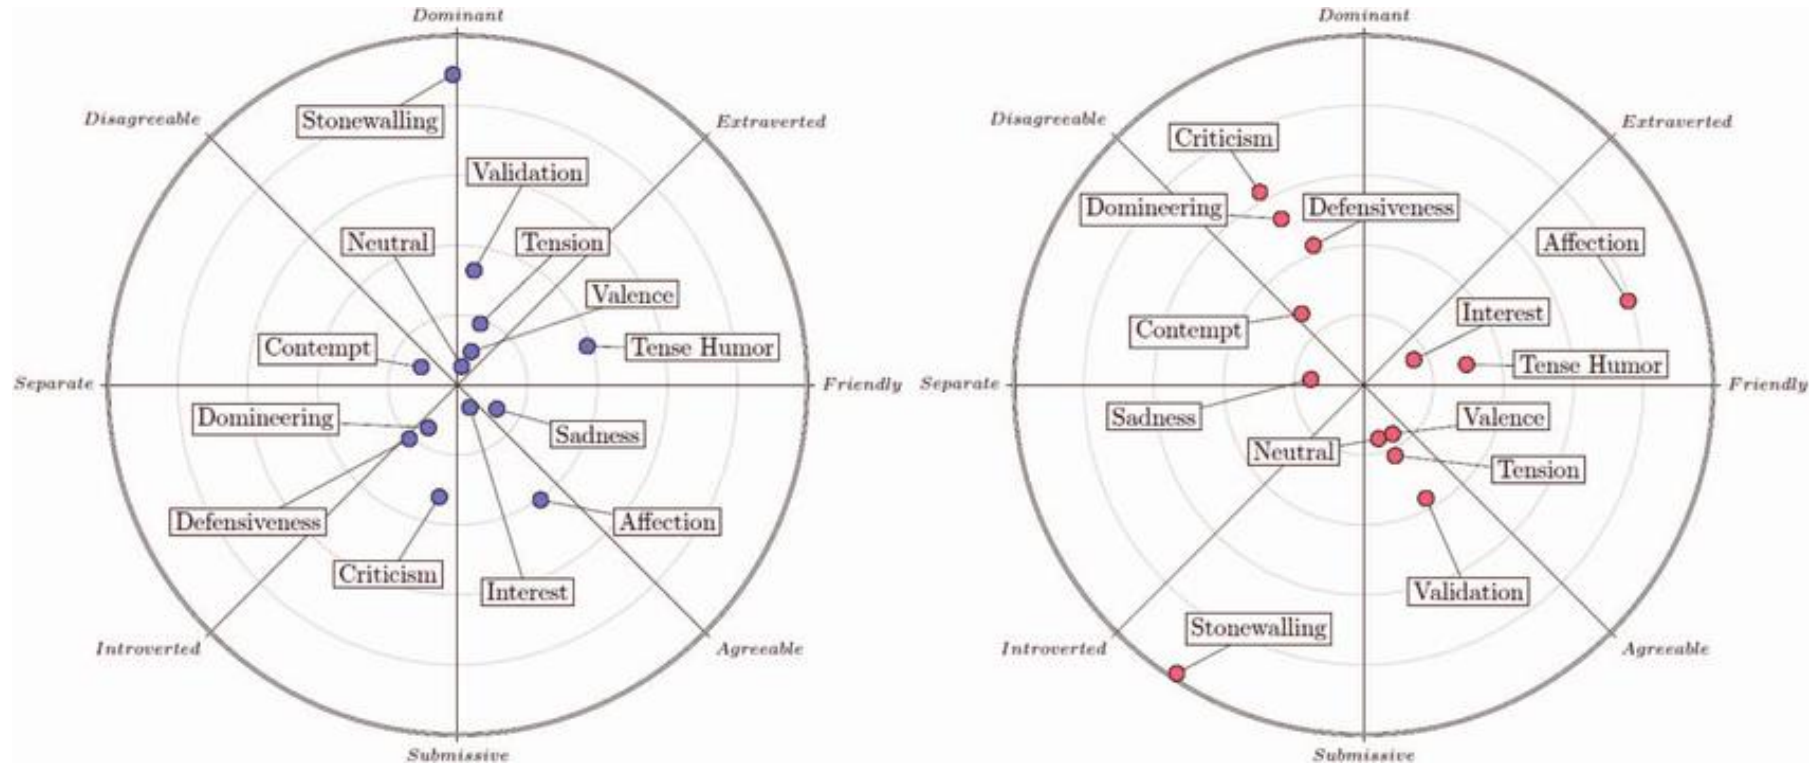 Dominant
Disagreeable
Extraverted
Stonewalling
Validation
Neutral
Tension
Valence
Contempt
Tense Humor
Separate
Friendly
Domineering
Sadness
Defensiveness
Affection
Criticism
Interest
Introverted
Agreeable
Submissive
Dominant
Disagreeable
Extraverted
Criticism
Domineering
Defensiveness
Affection
Interest
Contempt
Tense Humor
Separate
Friendly
Sadness
Valence
Neutral
Tension
Validation
Stonewalling
Introverted
Agreeable
Submissive